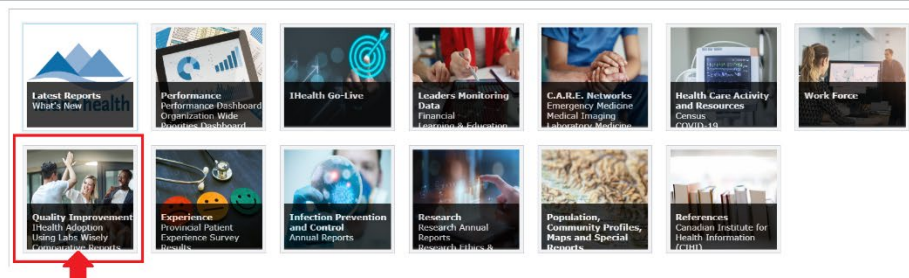 Latest Reports
What's New
health
Performance
Performance Dashboard
Organization Wide
Priorities Dashboard
IHealth Go-Live
Leaders Monitoring
Data
Financial
Learning & Education
C.A.R.E. Networks
Emergency Medicine
Medical Imaging
Laboratory Medicine
Health Care Activity
and Resources
Census
COVID-19
Work Force
Quality Improvement
IHealth Adoption
Using Labs Wisely
Comparative Reports
Experience
Provincial Patient
Experience Survey
Results
Infection Prevention
and Control
Annual Reports
Research
Research Annual
Reports
Research Ethics &
Population,
Community Profiles,
Maps and Special
Reports
References
Canadian Institute for
Health Information
(CIHI)